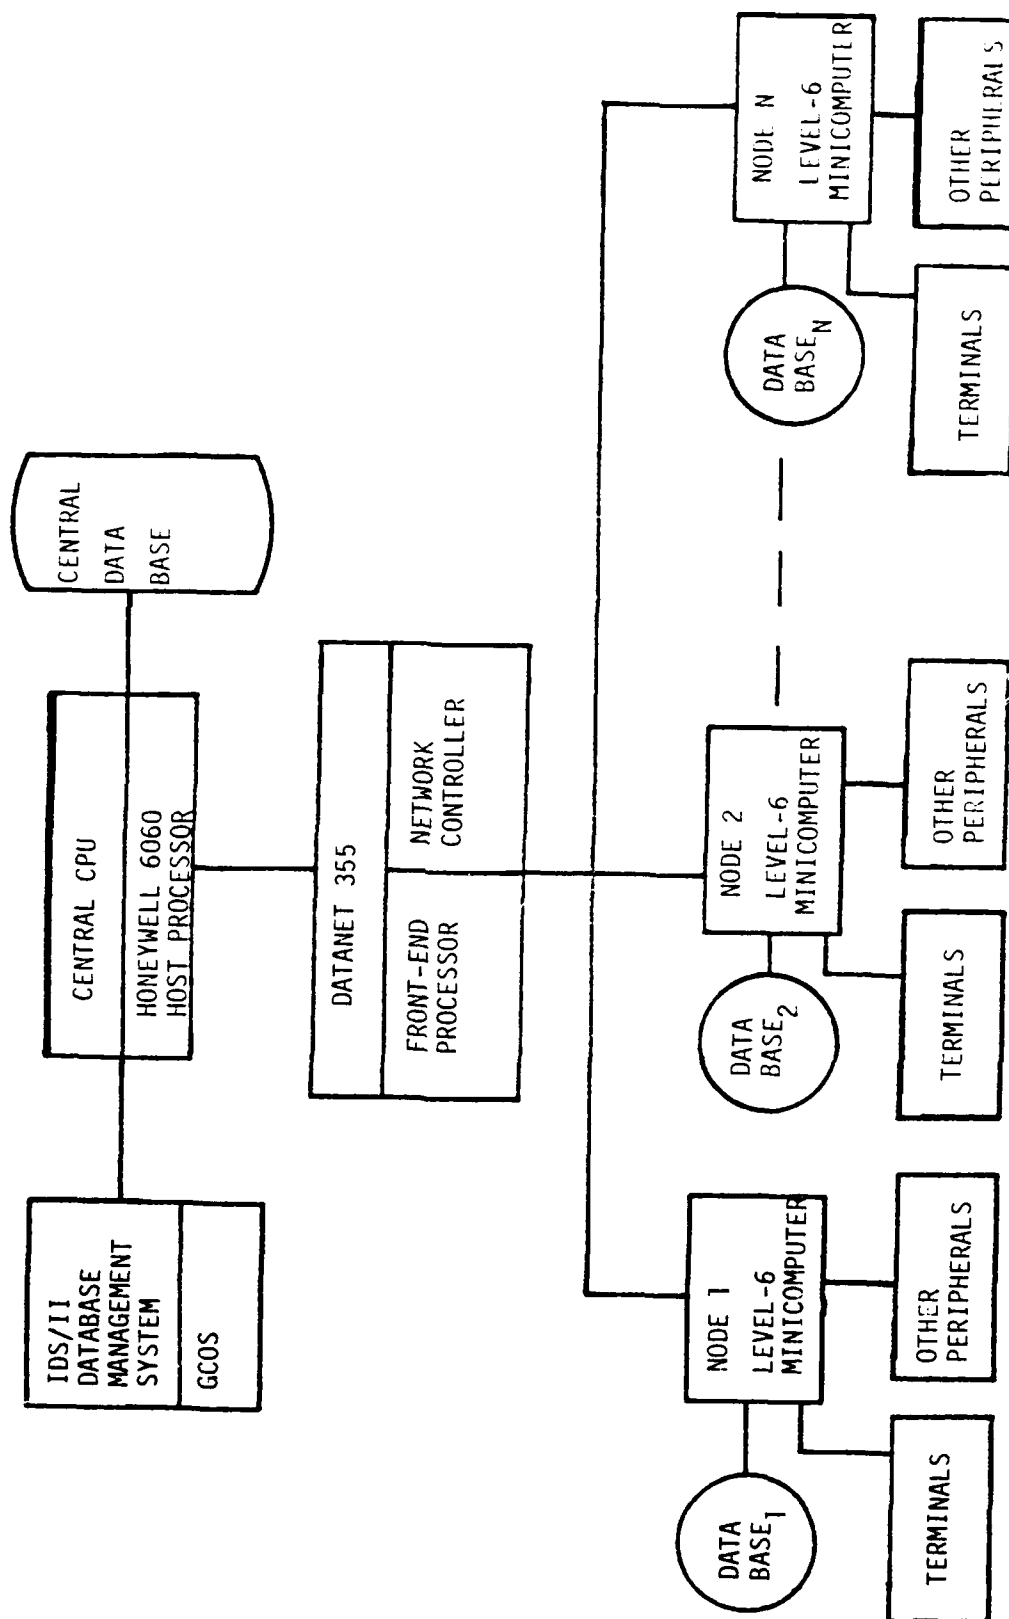 IDS/II
DATABASE
MANAGEMENT
SYSTEM
GCOS
CENTRAL CPU
HONEYWELL 6060
HOST PROCESSOR
CENTRAL
DATA
BASE
DATANET 355
FRONT-END
PROCESSOR
NETWORK
CONTROLLER
NODE 1
LEVEL-6
MINICOMPUTER
DATA
BASE1
TERMINALS
OTHER
PERIPHERALS
NODE 2
LEVEL-6
MINICOMPUTER
DATA
BASE2
TERMINALS
OTHER
PERIPHERALS
NODE N
LEVEL-6
MINICOMPUTER
DATA
BASEN
TERMINALS
OTHER
PERIPHERALS